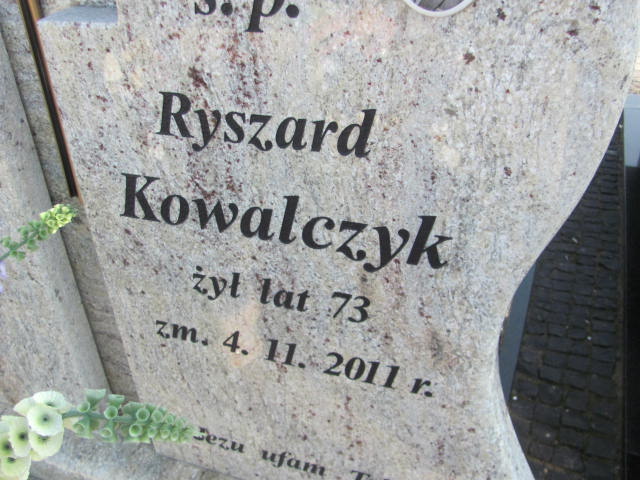 ś. p.
Ryszard
Kowalczyk
żył lat 73
zm. 4. 11. 2011 r.
ufam